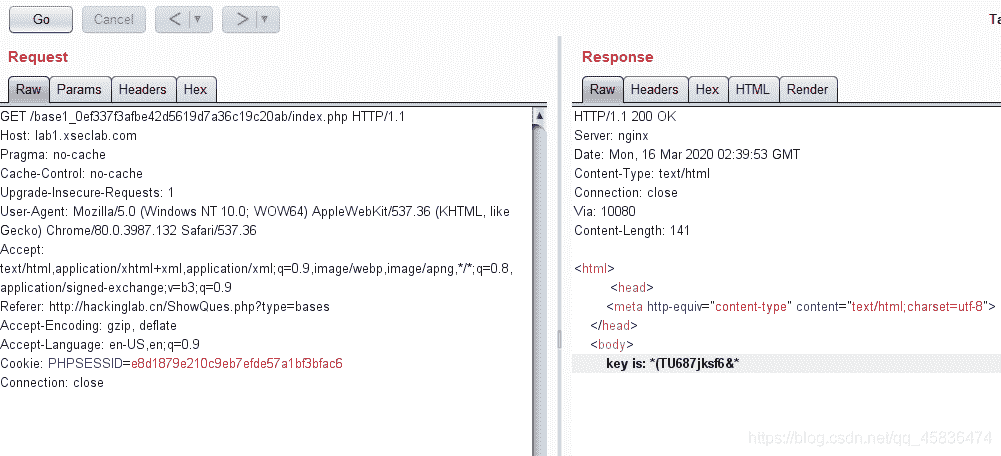 Go
Cancel
<
>
Ta
Request
Raw
Params
Headers
Hex
GET /base1_0ef337f3afbe42d5619d7a36c19c20ab/index.php HTTP/1.1
Host: lab1.xseclab.com
Pragma: no-cache
Cache-Control: no-cache
Upgrade-Insecure-Requests: 1
User-Agent: Mozilla/5.0 (Windows NT 10.0; WOW64) AppleWebKit/537.36 (KHTML, like
Gecko) Chrome/80.0.3987.132 Safari/537.36
Accept:
text/html,application/xhtml+xml,application/xml;q=0.9,image/webp,image/apng,*/*;q=0.8,
application/signed-exchange;v=b3;q=0.9
Referer: http://hackinglab.cn/ShowQues.php?type=bases
Accept-Encoding: gzip, deflate
Accept-Language: en-US,en;q=0.9
Cookie: PHPSESSID=e8d1879e210c9eb7efde57a1bf3bfac6
Connection: close
Response
Raw
Headers
Hex
HTML
Render
HTTP/1.1 200 OK
Server: nginx
Date: Mon, 16 Mar 2020 02:39:53 GMT
Content-Type: text/html
Connection: close
Via: 10080
Content-Length: 141
<html>
<head>
<meta http-equiv="content-type" content="text/html;charset=utf-8">
</head>
<body>
key is: *(TU687jksf6&*
https://blog.csdn.net/qq_45836474